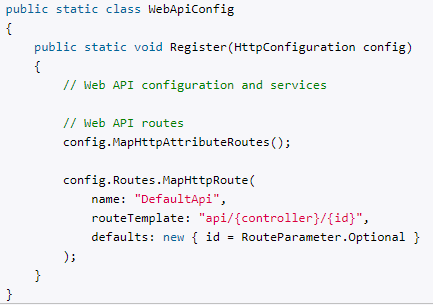 public static class WebApiConfig
{
    public static void Register(HttpConfiguration config)
    {
        // Web API configuration and services

        // Web API routes
        config.MapHttpAttributeRoutes();

        config.Routes.MapHttpRoute(
            name: "DefaultApi",
            routeTemplate: "api/{controller}/{id}",
            defaults: new { id = RouteParameter.Optional }
        );
    }
}